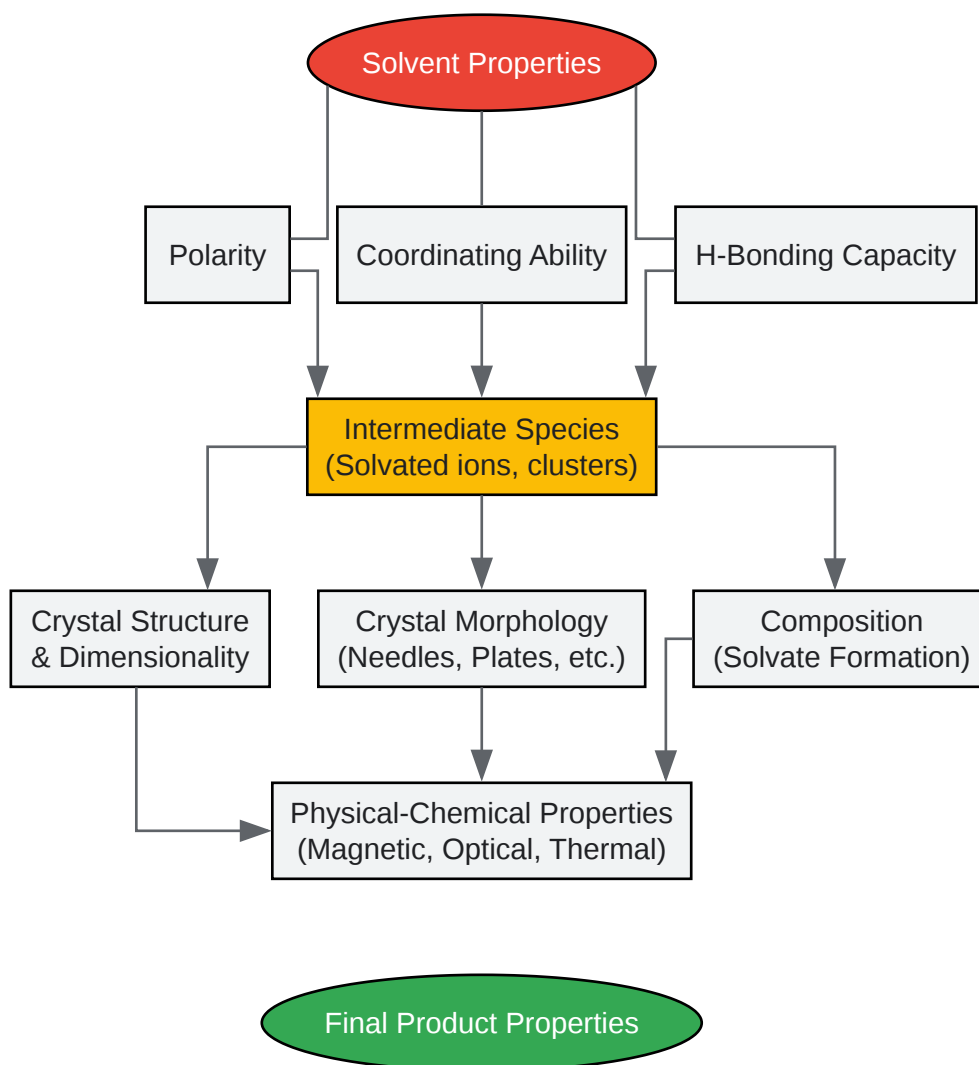 Solvent Properties
Polarity
Coordinating Ability
H-Bonding Capacity
Intermediate Species
(Solvated ions, clusters)
Crystal Structure
& Dimensionality
Crystal Morphology
(Needles, Plates, etc.)
Composition
(Solvate Formation)
Physical-Chemical Properties
(Magnetic, Optical, Thermal)
Final Product Properties